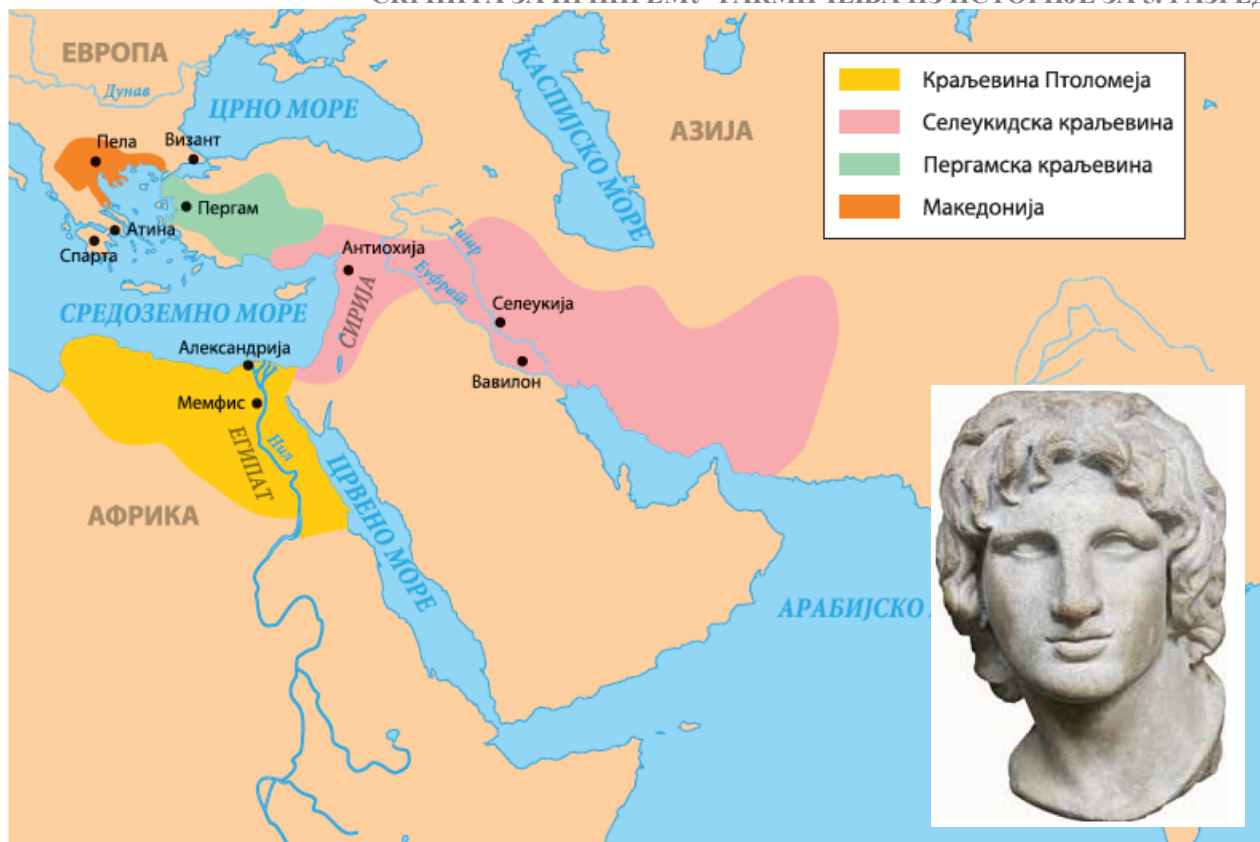 ЕВРОПА
Дунав
ЦРНО МОРЕ
КАСПИЈСКО МОРЕ
АЗИЈА
Краљевина Птоломеја
Селеукидска краљевина
Пергамска краљевина
Македонија
Пела
Визант
Пергам
Атина
Спарта
Антиохија
Тигар
Еуфрат
СИРИЈА
Селеукија
Вавилон
СРЕДОЗЕМНО МОРЕ
Александрија
Мемфис
Нил
ЕГИПАТ
ЦРВЕНО МОРЕ
АФРИКА
АРАБИЈСКО